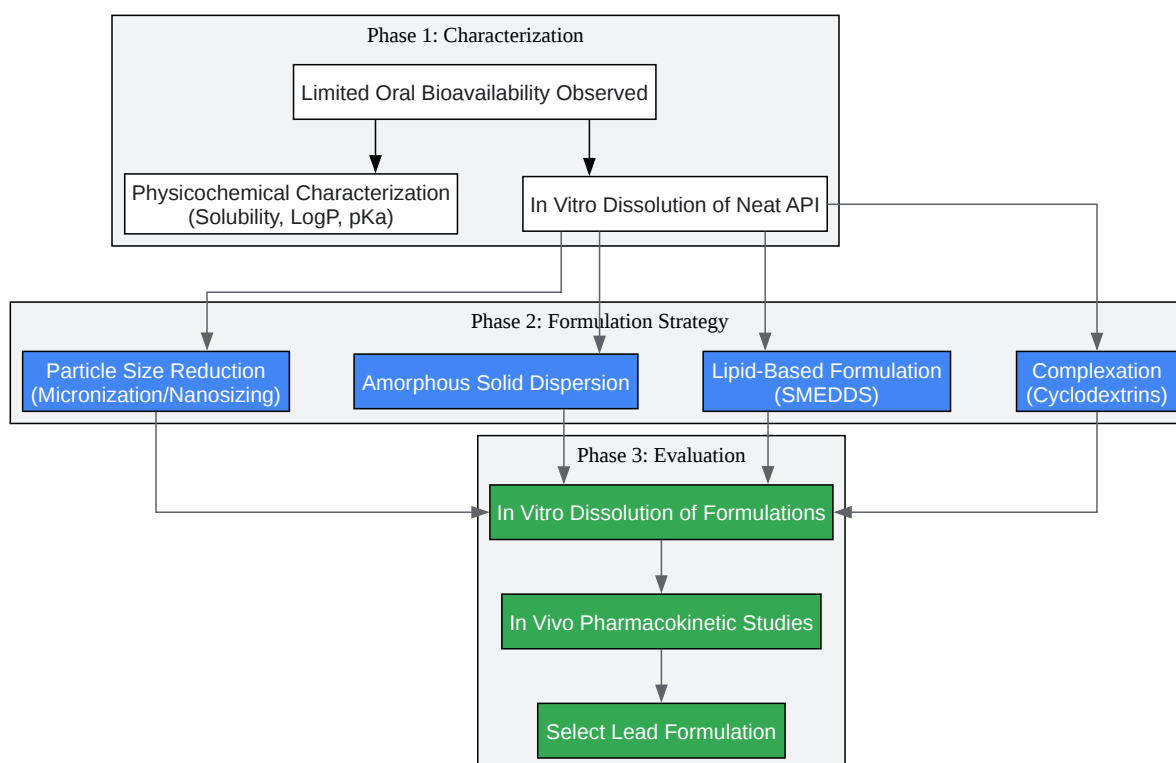 Phase 1: Characterization
Limited Oral Bioavailability Observed
Physicochemical Characterization
(Solubility, LogP, pKa)
In Vitro Dissolution of Neat API
Phase 2: Formulation Strategy
Particle Size Reduction
(Micronization/Nanosizing)
Amorphous Solid Dispersion
Lipid-Based Formulation
(SMEDDS)
Complexation
(Cyclodextrins)
Phase 3: Evaluation
In Vitro Dissolution of Formulations
In Vivo Pharmacokinetic Studies
Select Lead Formulation